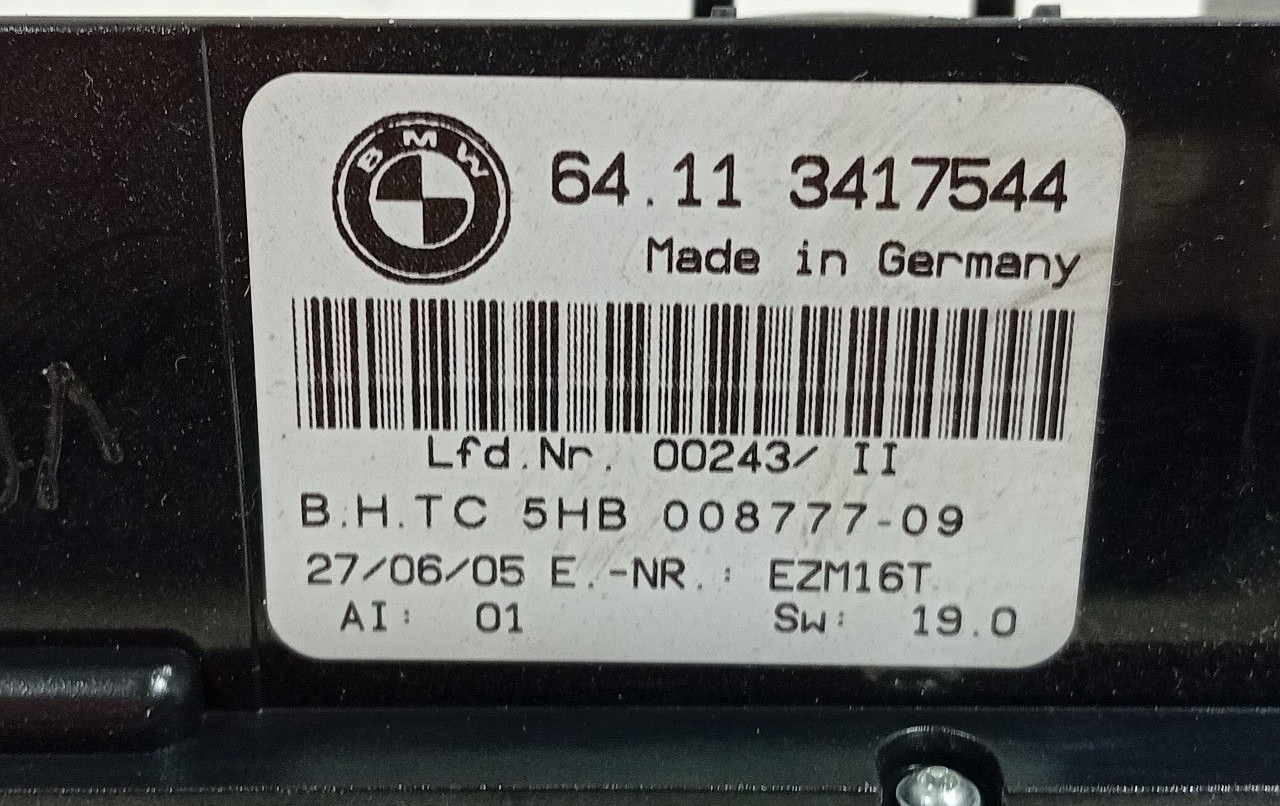 BMW
64.11 3417544
Made in Germany
Lfd.Nr. 00243/ II
B.H.TC 5HB 008777-09
27/06/05 E.-NR.: EZM16T
AI: 01 Sw: 19.0